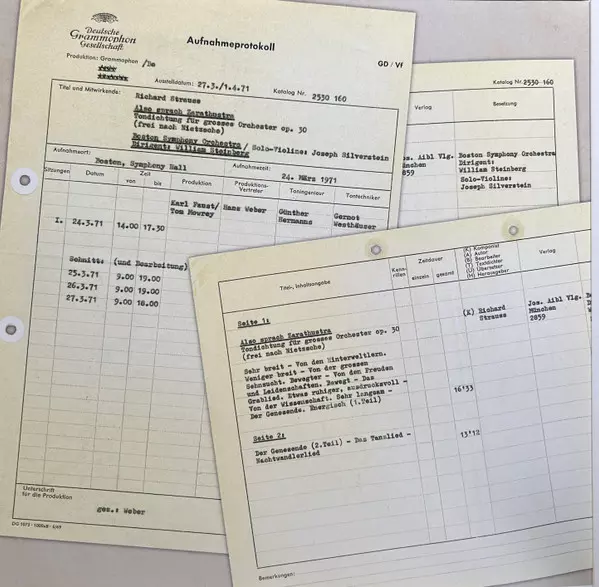 Deutsche
Grammophon
Gesellschaft
Aufnahmeprotokoll
GD / Vf
Produktion: Grammophon /De
Ausstelldatum: 27.3./1.4.71
Katalog Nr. 2530 160
Titel und Mitwirkende:
Richard Strauss
Also sprach Zarathustra
Tondichtung für grosses Orchester op. 30
(frei nach Nietzsche)
Boston Symphony Orchestra / Solo-Violine: Joseph Silverstein
Dirigent: William Steinberg
Aufnahmeort: Boston, Symphony Hall
Aufnahmezeit: 24. März 1971
Sitzungen Datum Zeit von bis Produktion Produktions-Vertreter Toningenieur Tontechniker
Karl Faust/ Hans Weber Günther Gernot
Tom Mowrey Hermanns Westhäuser
I. 24.3.71 14.00 17.30
Schnitt: (und Bearbeitung)
25.3.71 9.00 19.00
26.3.71 9.00 19.00
27.3.71 9.00 18.00
Unterschrift
für die Produktion
gez.: Weber
Katalog Nr. 2530 160
Verlag Besetzung
os. Aibl Vlg. Boston Symphony Orchestra
Dirigent:
2859 William Steinberg
Solo-Violine:
Joseph Silverstein
Titel, Inhaltsangabe
Kenn-
rillen
Zeitdauer
einzeln gesamt
(K) Komponist
(A) Autor
(B) Bearbeiter
(T) Textdichter
(U) Übersetzer
(H) Herausgeber
Verlag
Seite 1:
Also sprach Zarathustra
Tondichtung für grosses Orchester op. 30
(frei nach Nietzsche)
(K) Richard
Strauss
Jos. Aibl Vlg.
München
2859
Sehr breit - Von den Hinterweltlern.
Weniger breit - Von der grossen
Sehnsucht. Bewegter - Von den Freuden
und Leidenschaften. Bewegt - Das
Grablied. Etwas ruhiger, ausdrucksvoll -
Von der Wissenschaft. Sehr langsam -
Der Genesende. Energisch (1.Teil)
16'33
Seite 2:
Der Genesende (2.Teil) - Das Tanzlied -
Nachtwandlerlied
13'12
Bemerkungen: